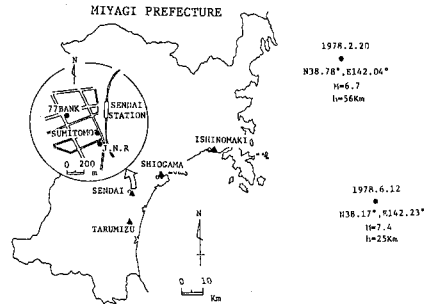 MIYAGI PREFECTURE
N
77BANK
SENDAI
STATION
SUMITOMO
J.N.R
0 200
m
ISHINOMAKI
SHIOGAMA
SENDAI
TARUMIZU
N
0 10
Km
1978.2.20
N38.78°,E142.04°
M=6.7
h=56Km
1978.6.12
N38.17°,E142.23°
M=7.4
h=25Km